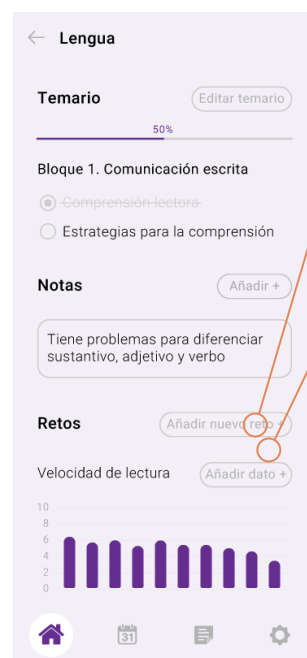 Lengua
Temario
Editar temario
50%
Bloque 1. Comunicación escrita
Comprensión lectora
Estrategias para la comprensión
Notas
Añadir +
Tiene problemas para diferenciar
sustantivo, adjetivo y verbo
Retos
Añadir nuevo reto +
Velocidad de lectura
Añadir dato +
10
8
6
4
2
0
31